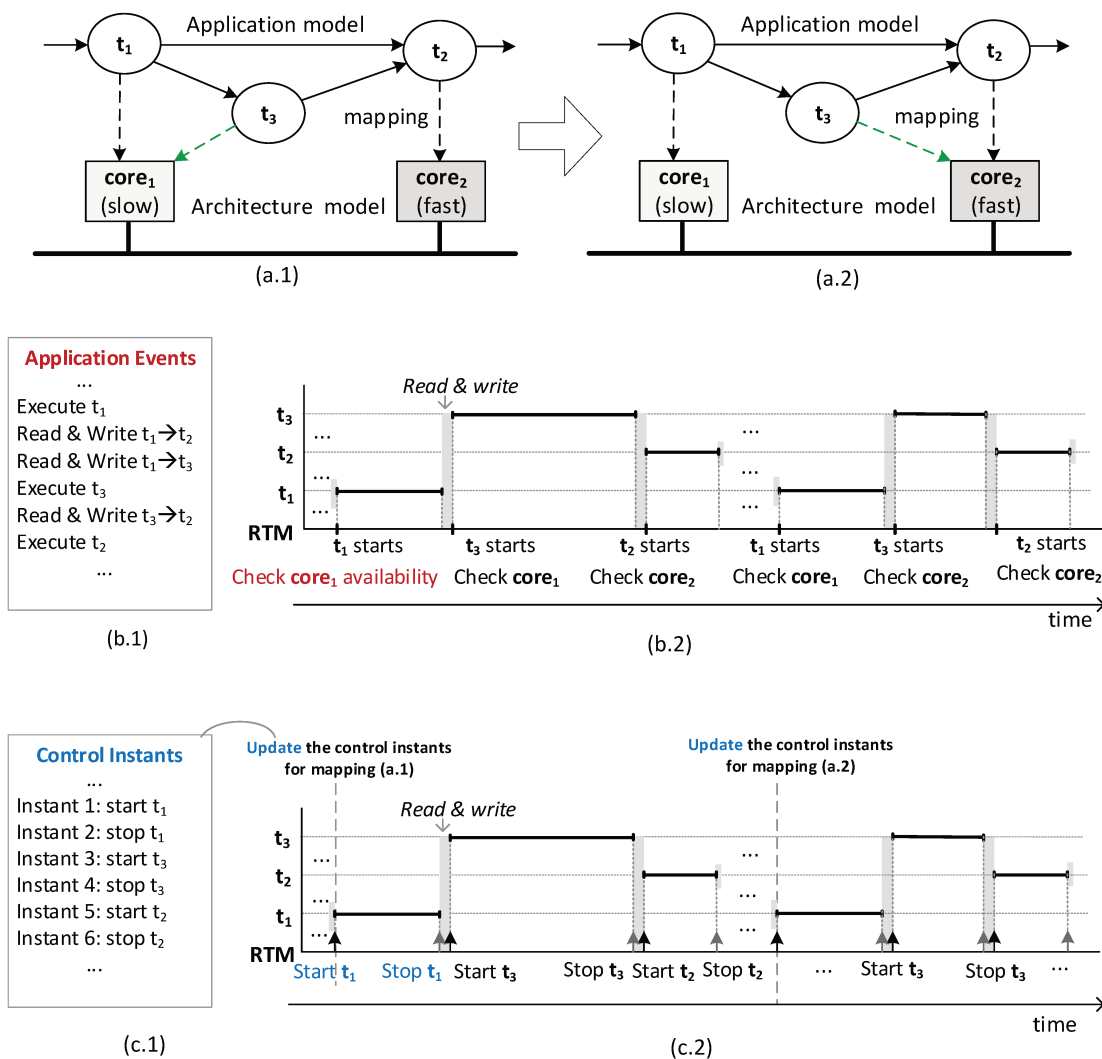 Application model
t1
t2
t3
mapping
core1
(slow)
core2
(fast)
Architecture model
(a.1)
Application model
t1
t2
t3
mapping
core1
(slow)
core2
(fast)
Architecture model
(a.2)
Application Events
...
Execute t1
Read & Write t1→t2
Read & Write t1→t3
Execute t3
Read & Write t3→t2
Execute t2
...
(b.1)
Read & write
t3
... ...
t2
... ...
t1
... ...
RTM
t1 starts t3 starts t2 starts t1 starts t3 starts t2 starts
Check core1 availability Check core1 Check core2 Check core1 Check core2 Check core2
time
(b.2)
Control Instants
...
Instant 1: start t1
Instant 2: stop t1
Instant 3: start t3
Instant 4: stop t3
Instant 5: start t2
Instant 6: stop t2
...
(c.1)
Update the control instants
for mapping (a.1)
Update the control instants
for mapping (a.2)
Read & write
t3
... ...
t2
... ...
t1
... ...
RTM
Start t1 Stop t1 Start t3 Stop t3 Start t2 Stop t2 ... Start t3 Stop t3 ...
time
(c.2)